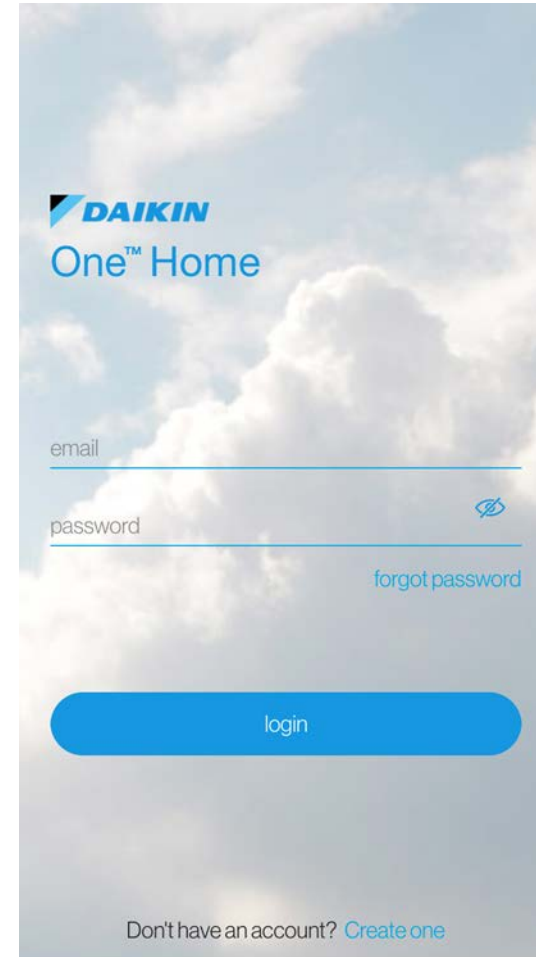 DAIKIN
One™ Home
email
password
forgot password
login
Don't have an account? Create one